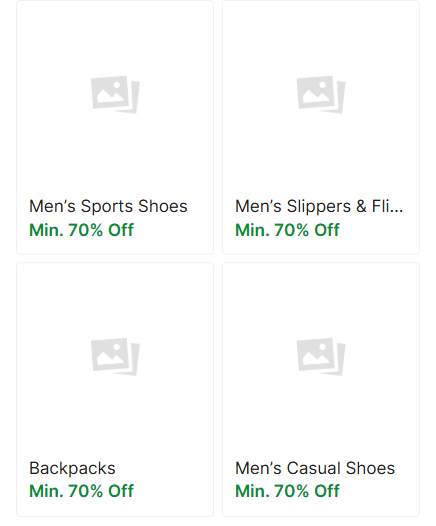 Men’s Sports Shoes
Min. 70% Off
Men’s Slippers & Fli...
Min. 70% Off
Backpacks
Min. 70% Off
Men’s Casual Shoes
Min. 70% Off